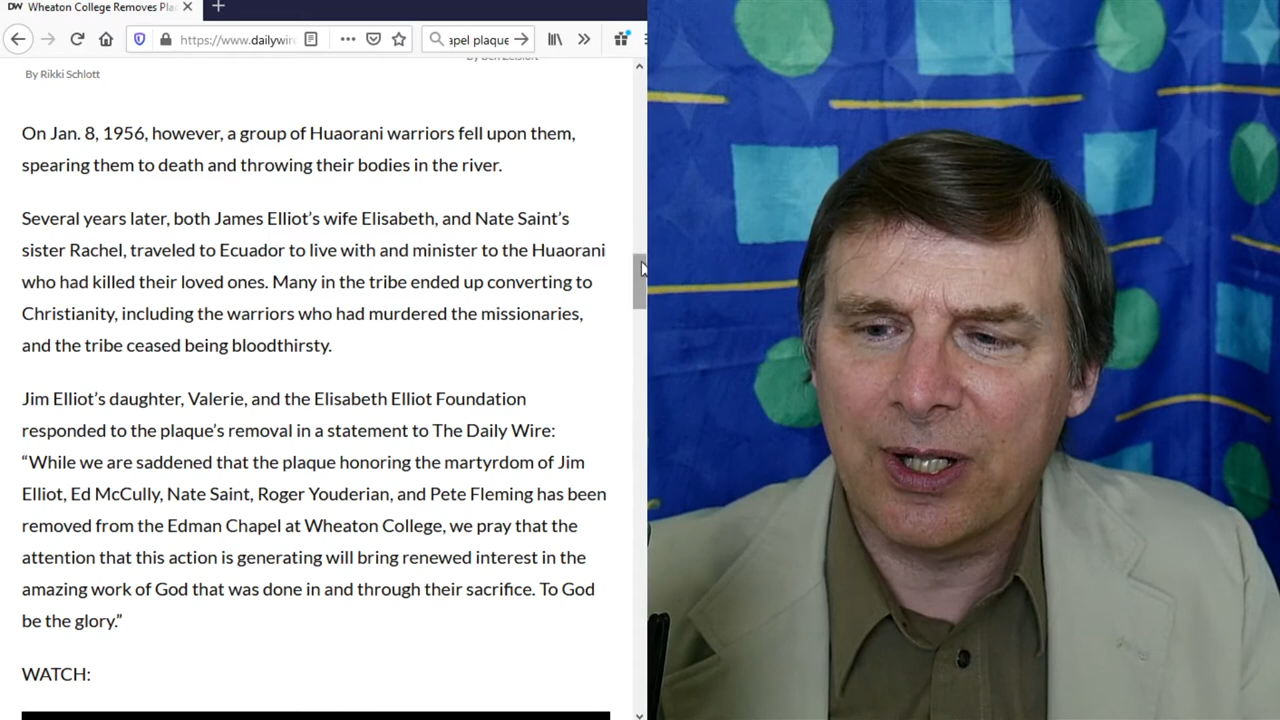 DW Wheaton College Removes Pla
https://www.dailywire
apel plaque
By Rikki Schlott
By Ben Zeisloft
On Jan. 8, 1956, however, a group of Huaorani warriors fell upon them,
spearing them to death and throwing their bodies in the river.
Several years later, both James Elliot’s wife Elisabeth, and Nate Saint’s
sister Rachel, traveled to Ecuador to live with and minister to the Huaorani
who had killed their loved ones. Many in the tribe ended up converting to
Christianity, including the warriors who had murdered the missionaries,
and the tribe ceased being bloodthirsty.
Jim Elliot’s daughter, Valerie, and the Elisabeth Elliot Foundation
responded to the plaque’s removal in a statement to The Daily Wire:
“While we are saddened that the plaque honoring the martyrdom of Jim
Elliot, Ed McCully, Nate Saint, Roger Youderian, and Pete Fleming has been
removed from the Edman Chapel at Wheaton College, we pray that the
attention that this action is generating will bring renewed interest in the
amazing work of God that was done in and through their sacrifice. To God
be the glory.”
WATCH: